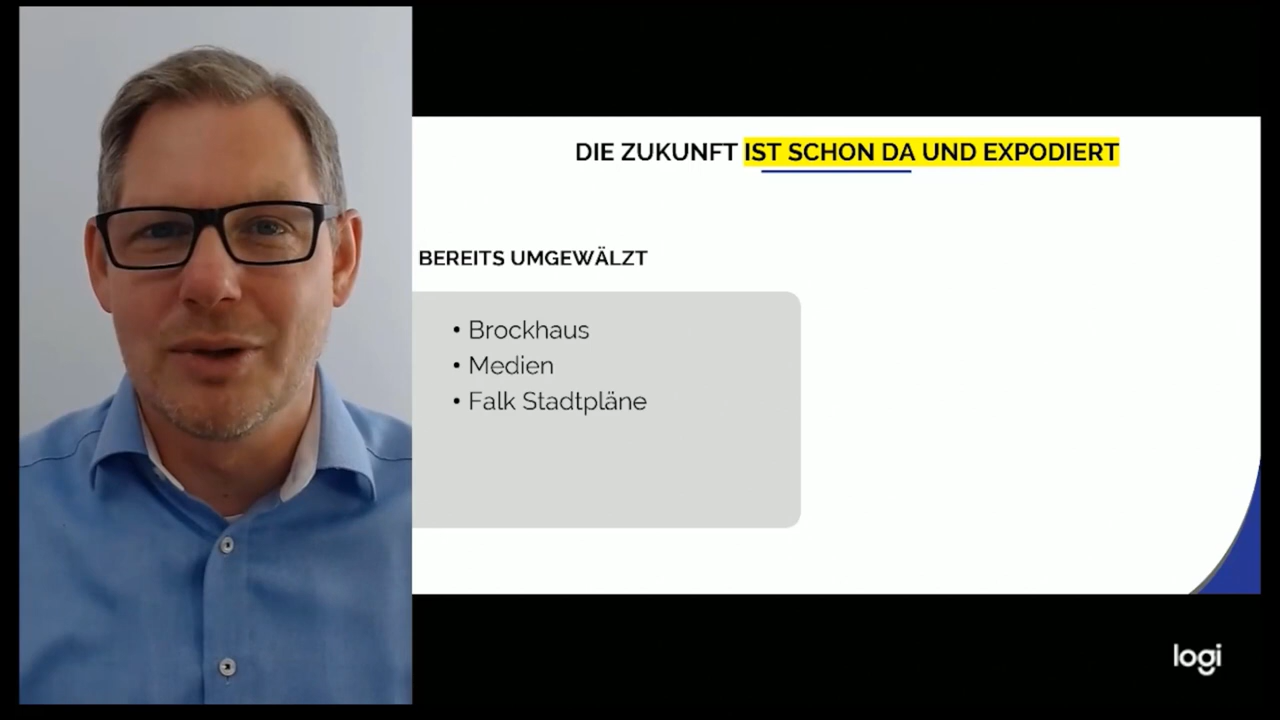 DIE ZUKUNFT IST SCHON DA UND EXPODIERT
BEREITS UMGEWÄLZT
• Brockhaus
• Medien
• Falk Stadtpläne
logi